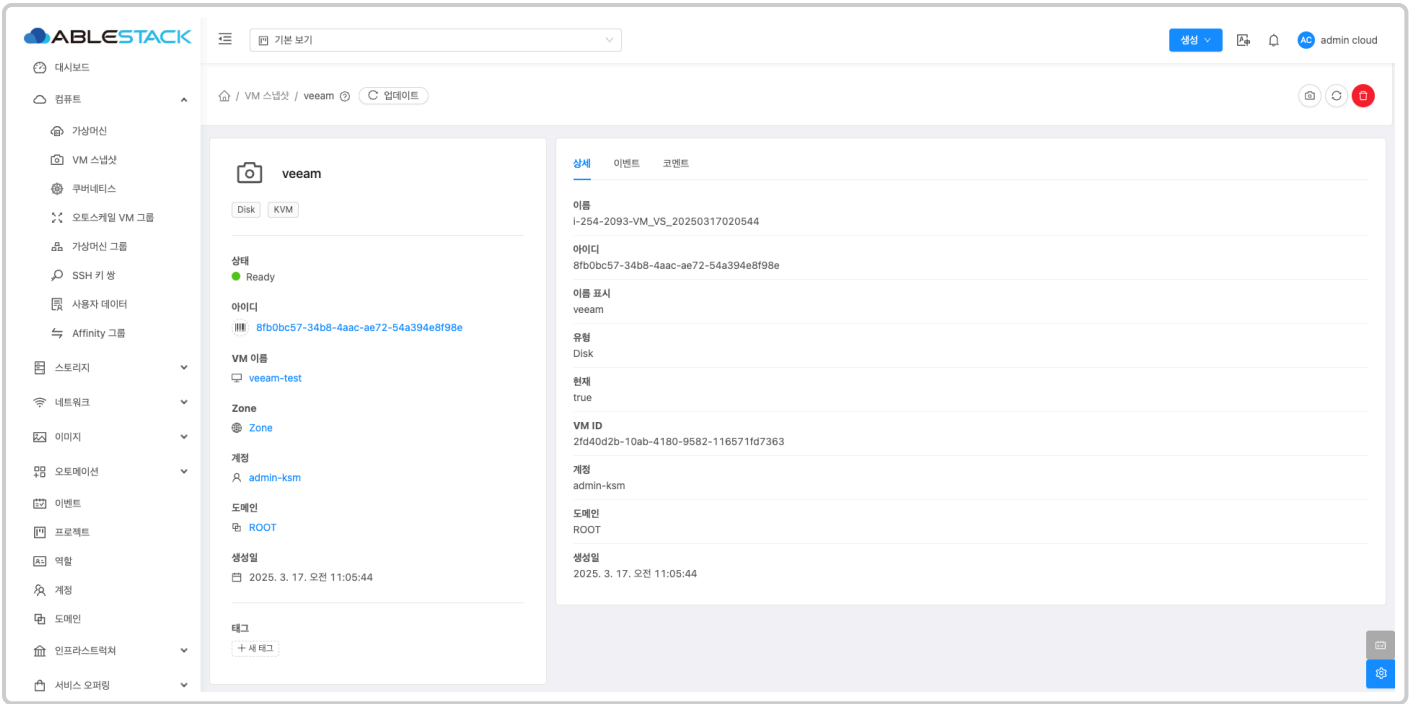 ABLESTACK
기본 보기
생성
AC admin cloud
대시보드
컴퓨트
가상머신
VM 스냅샷
쿠버네티스
오토스케일 VM 그룹
가상머신 그룹
SSH 키 쌍
사용자 데이터
Affinity 그룹
스토리지
네트워크
이미지
오토메이션
이벤트
프로젝트
역할
계정
도메인
인프라스트럭쳐
서비스 오퍼링
/ VM 스냅샷 / veeam
업데이트
veeam
Disk KVM
상태
Ready
아이디
8fb0bc57-34b8-4aac-ae72-54a394e8f98e
VM 이름
veeam-test
Zone
Zone
계정
admin-ksm
도메인
ROOT
생성일
2025. 3. 17. 오전 11:05:44
태그
+ 새 태그
상세 이벤트 코멘트
이름
i-254-2093-VM_VS_20250317020544
아이디
8fb0bc57-34b8-4aac-ae72-54a394e8f98e
이름 표시
veeam
유형
Disk
현재
true
VM ID
2fd40d2b-10ab-4180-9582-116571fd7363
계정
admin-ksm
도메인
ROOT
생성일
2025. 3. 17. 오전 11:05:44